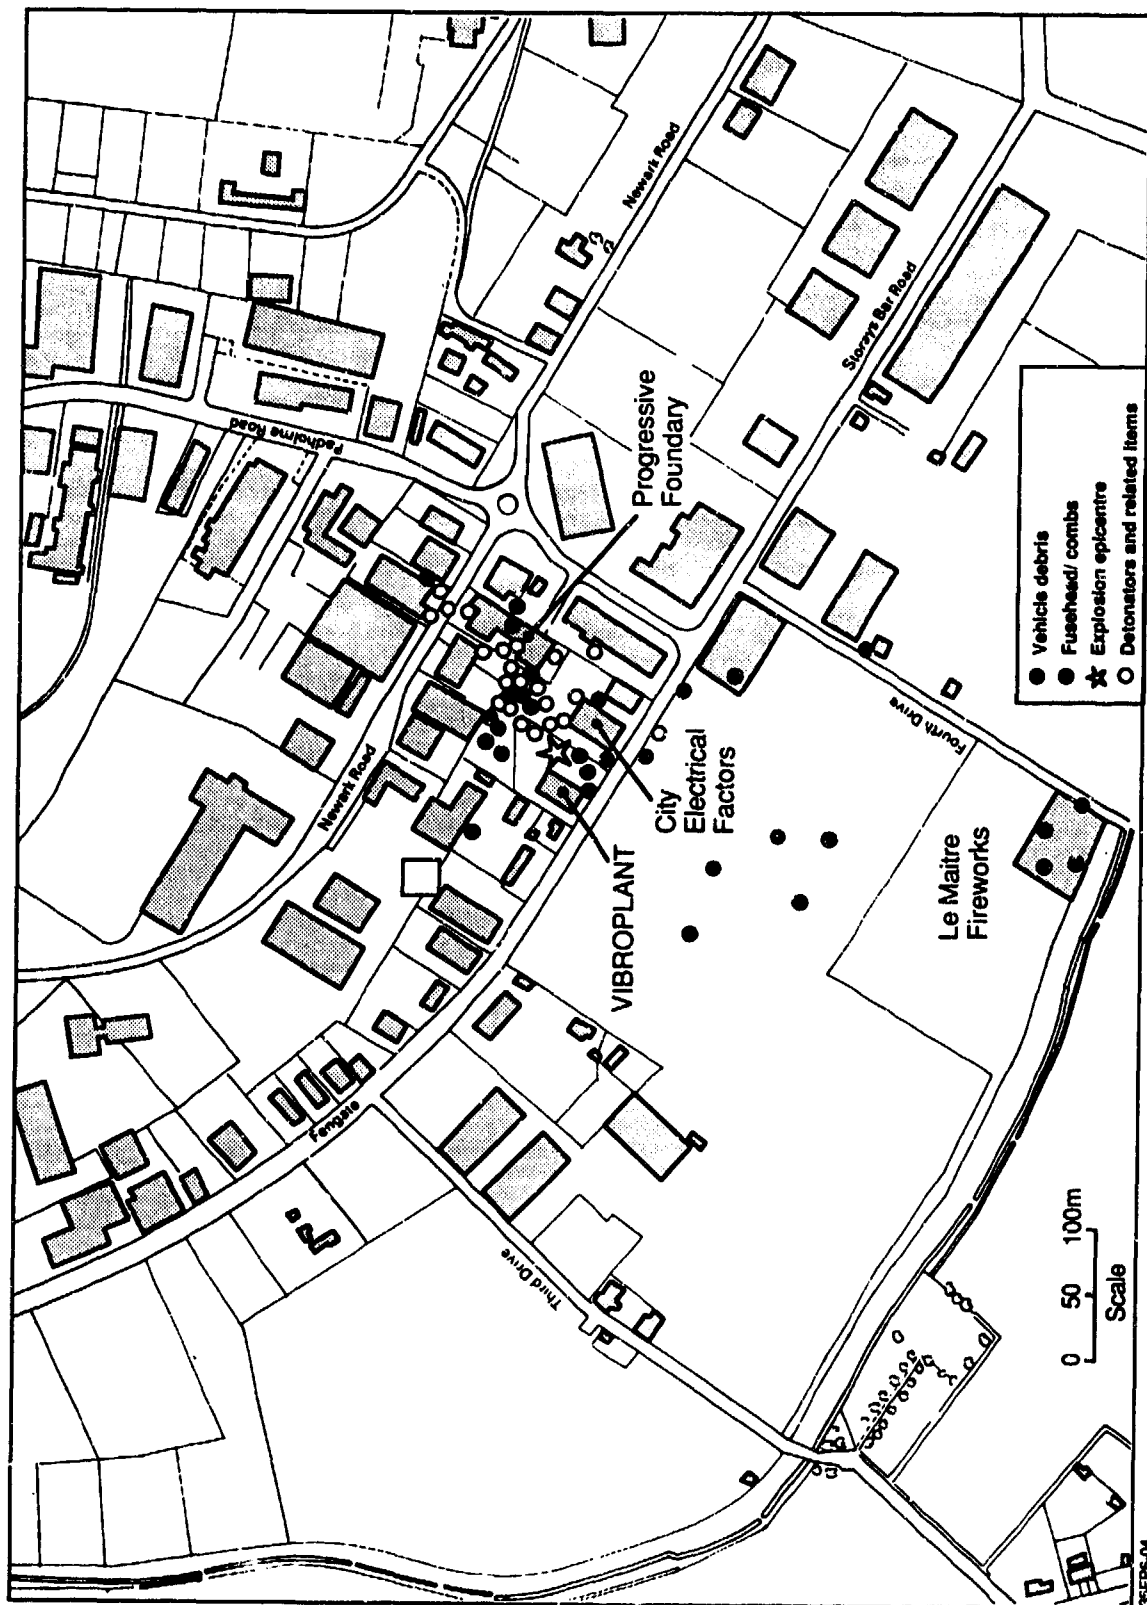 Newark Road
Padholme Road
Storeys Bar Road
Progressive
Foundary
Newark Road
Fengate
City
Electrical
Factors
VIBROPLANT
Fourth Drive
Le Maitre
Fireworks
Third Drive
Vehicle debris
Fusehead/ combs
Explosion epicentre
Detonators and related items
0 50 100m
Scale